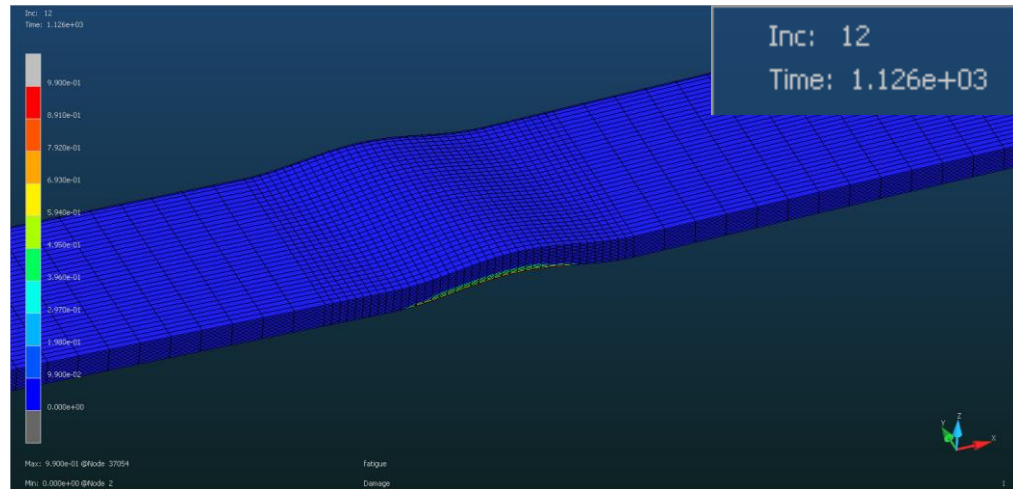 Inc: 12
Time: 1.126e+03
Inc: 12
Time: 1.126e+03
9.900e-01
8.910e-01
7.920e-01
6.930e-01
5.940e-01
4.950e-01
3.960e-01
2.970e-01
1.980e-01
9.900e-02
0.000e+00
Y
Z
X
Max: 9.900e-01 @Node 37054
fatigue
Min: 0.000e+00 @Node 2
Damage
1